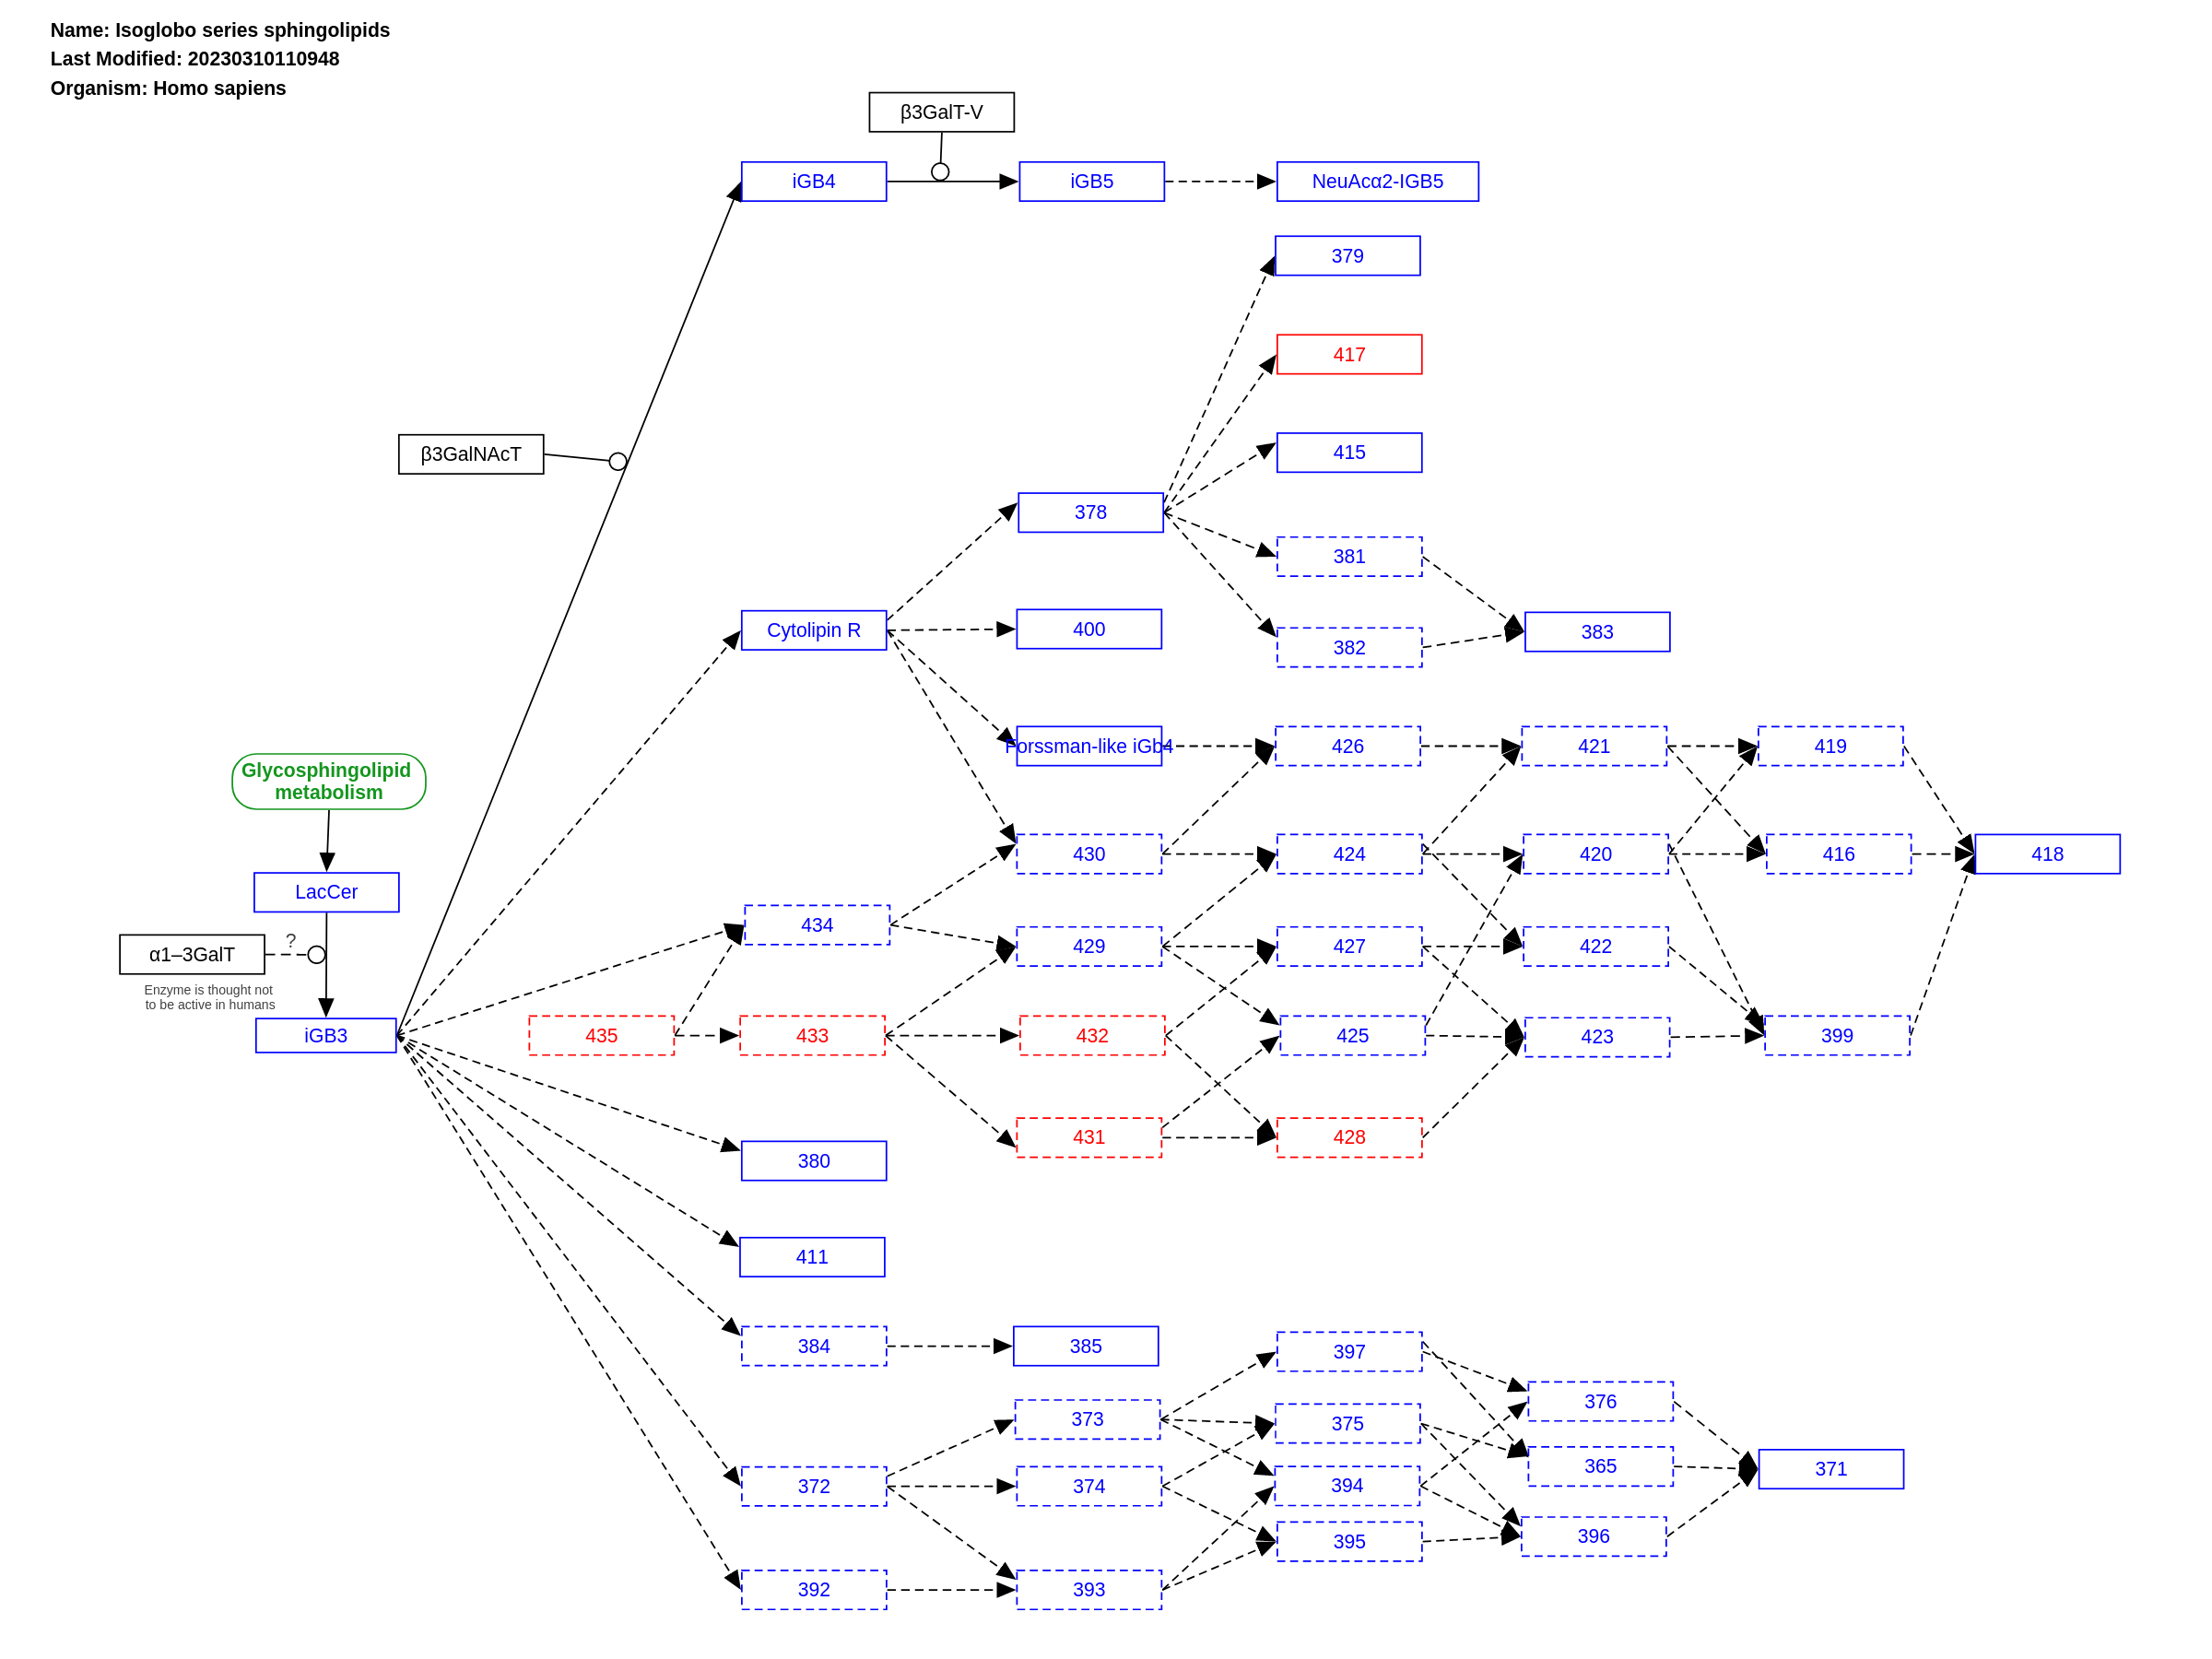 Name: Isoglobo series sphingolipids
Last Modified: 20230310110948
Organism: Homo sapiens
β3GalT-V
iGB4
iGB5
NeuAcα2-IGB5
379
417
β3GalNAcT
415
378
381
Cytolipin R
400
382
383
Forssman-like iGb4
426
421
419
Glycosphingolipid
metabolism
430
424
420
416
418
LacCer
434
429
427
422
?
α1–3GalT
Enzyme is thought not
to be active in humans
iGB3
435
433
432
425
423
399
431
428
380
411
384
385
397
376
373
375
365
371
372
374
394
395
396
392
393